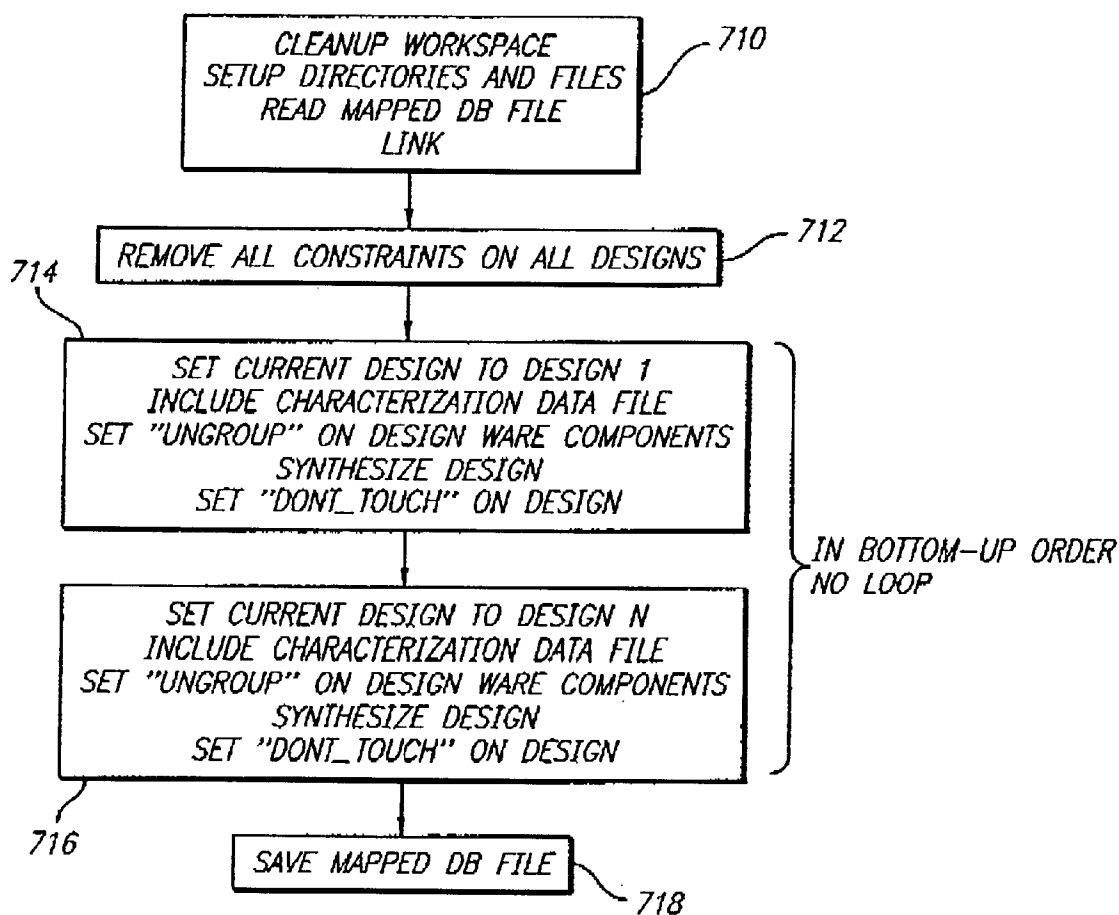 CLEANUP WORKSPACE
SETUP DIRECTORIES AND FILES
READ MAPPED DB FILE
LINK
710
REMOVE ALL CONSTRAINTS ON ALL DESIGNS
712
714
SET CURRENT DESIGN TO DESIGN 1
INCLUDE CHARACTERIZATION DATA FILE
SET "UNGROUP" ON DESIGN WARE COMPONENTS
SYNTHESIZE DESIGN
SET "DONT_TOUCH" ON DESIGN
IN BOTTOM-UP ORDER
NO LOOP
SET CURRENT DESIGN TO DESIGN N
INCLUDE CHARACTERIZATION DATA FILE
SET "UNGROUP" ON DESIGN WARE COMPONENTS
SYNTHESIZE DESIGN
SET "DONT_TOUCH" ON DESIGN
716
SAVE MAPPED DB FILE
718